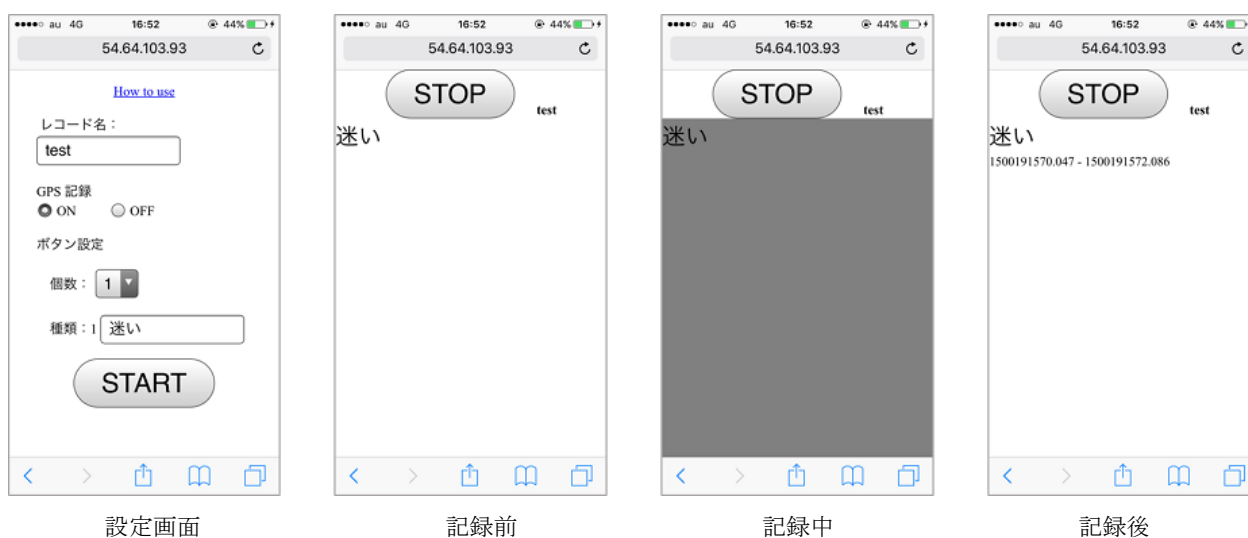 au 4G 16:52 44%
54.64.103.93
How to use
レコード名：
test
GPS 記録
ON OFF
ボタン設定
個数： 1
種類：1 迷い
START
設定画面
au 4G 16:52 44%
54.64.103.93
STOP test
迷い
記録前
au 4G 16:52 44%
54.64.103.93
STOP test
迷い
記録中
au 4G 16:52 44%
54.64.103.93
STOP test
迷い
1500191570.047 - 1500191572.086
記録後